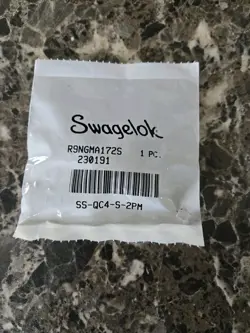 Swagelok
R9NGMA172S 1 PC.
230191
SS-QC4-S-2PM